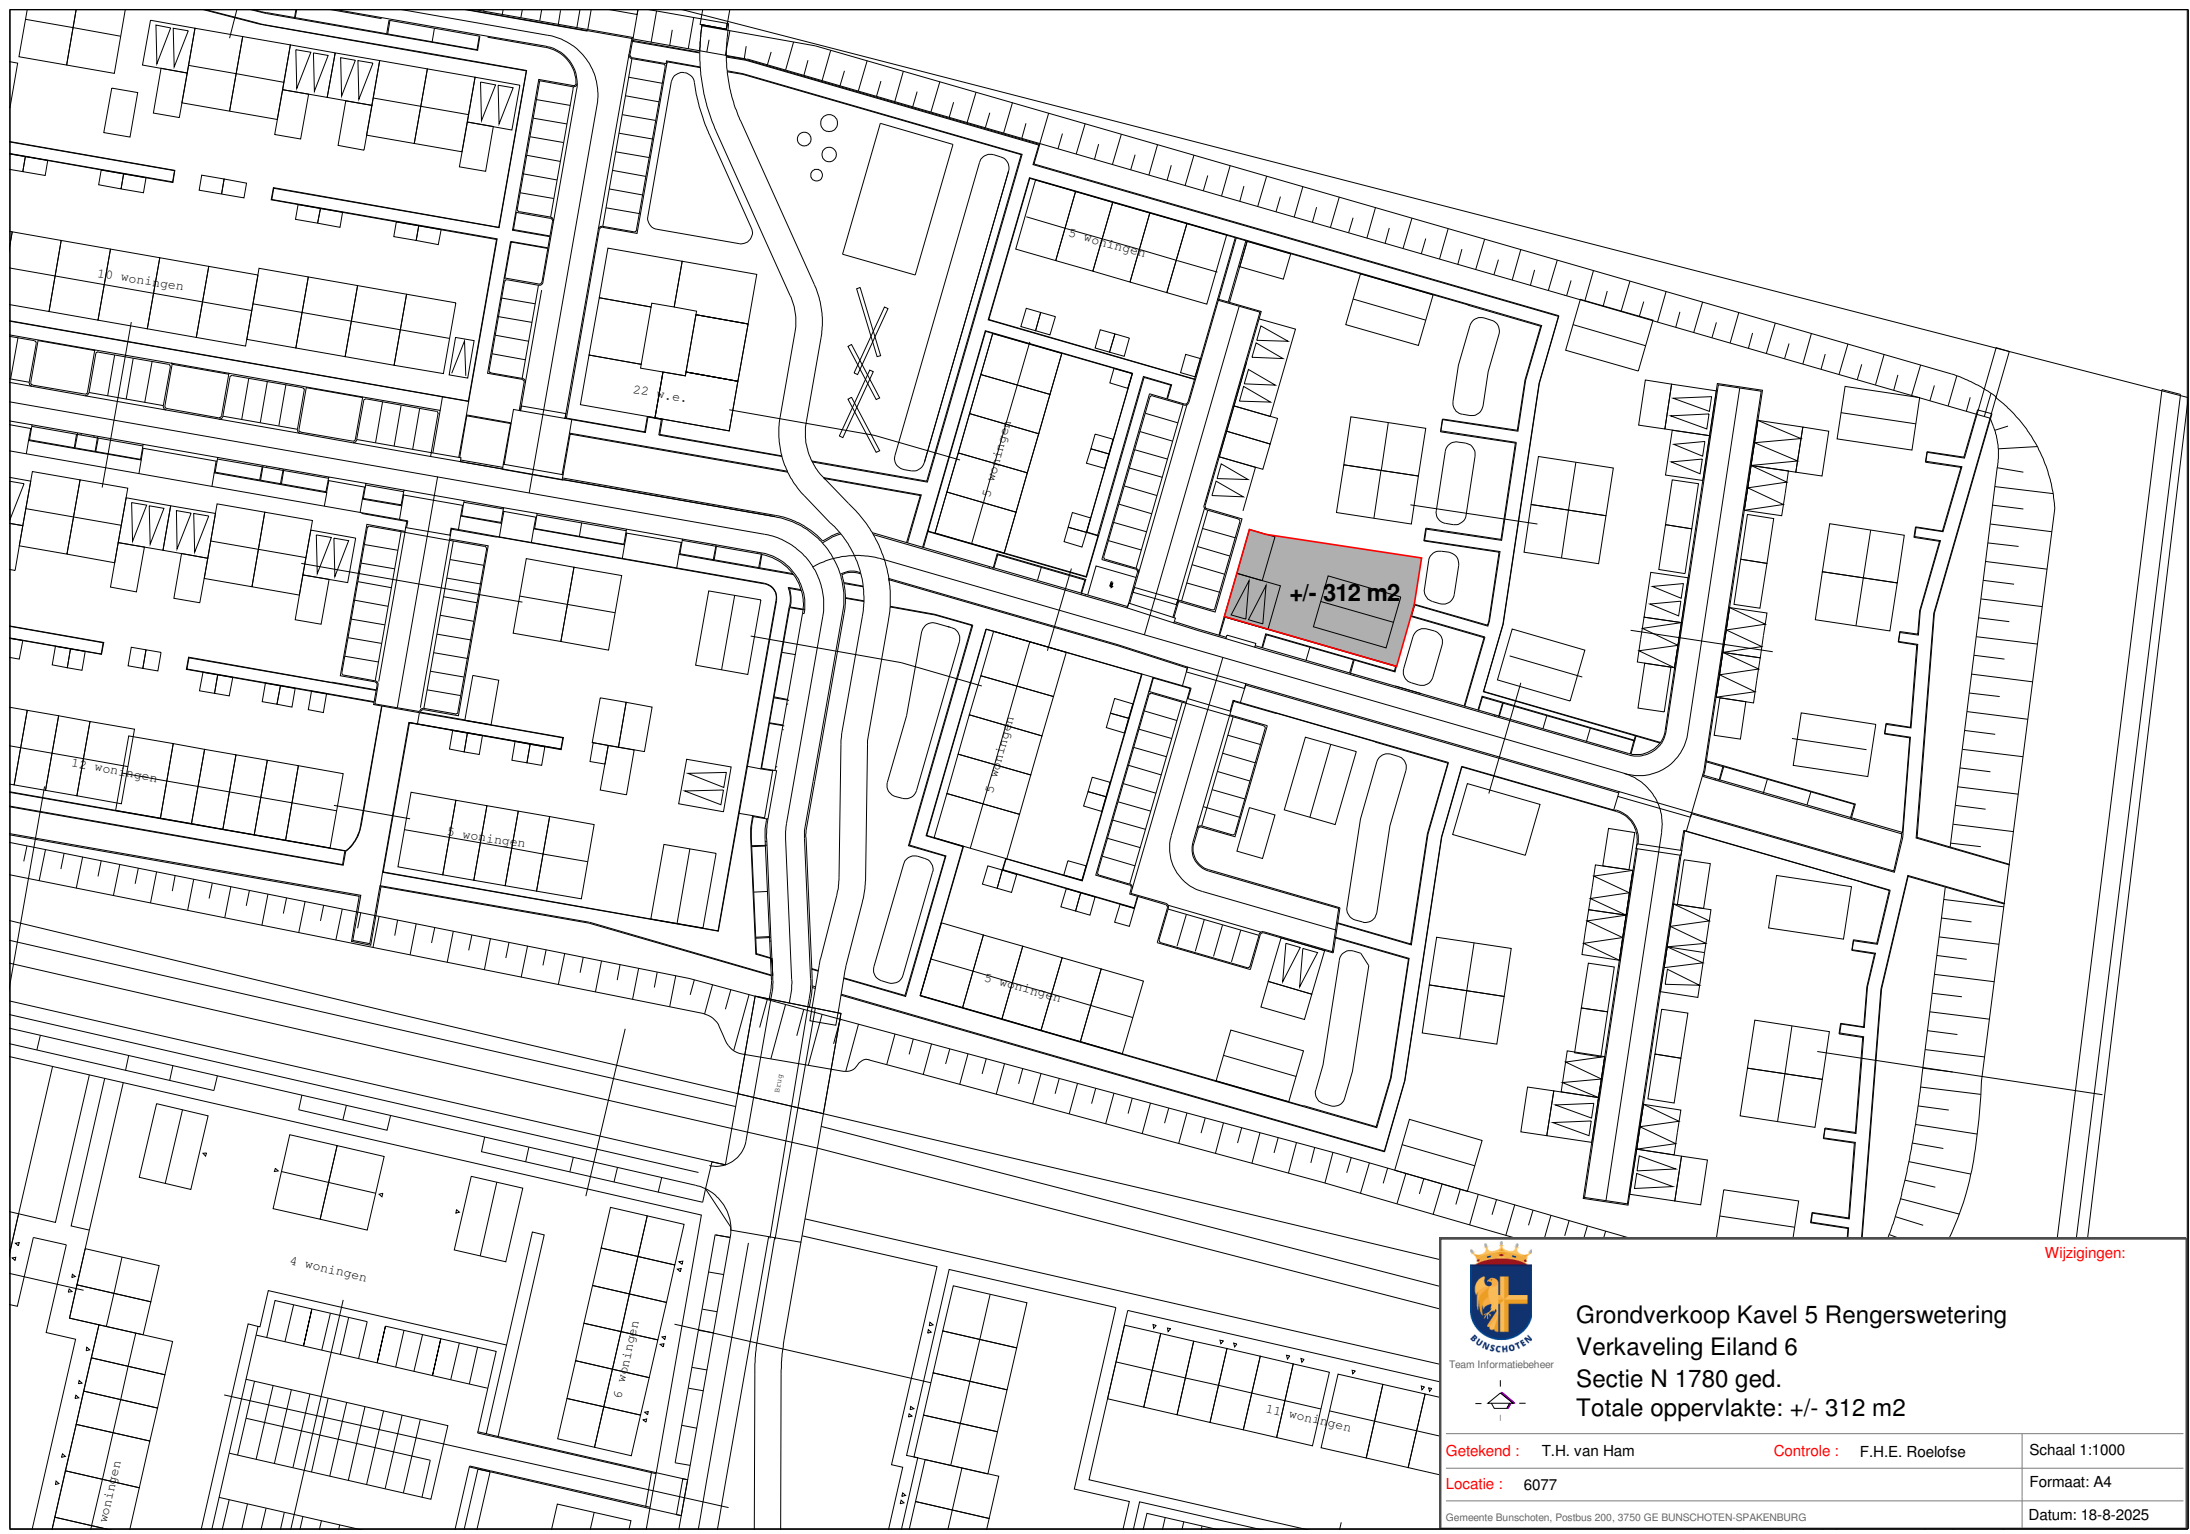 5 woningen
10 woningen
22 w.e.
5 woningen
+/- 312 m2
12 woningen
5 woningen
5 woningen
5 woningen
Brug
4 woningen
6 woningen
11 woningen
woningen
Wijzigingen:
BUNSCHOTEN
Team Informatiebeheer
Grondverkoop Kavel 5 Rengerswetering
Verkaveling Eiland 6
Sectie N 1780 ged.
Totale oppervlakte: +/- 312 m2
Getekend : T.H. van Ham Controle : F.H.E. Roelofse Schaal 1:1000
Locatie : 6077 Formaat: A4
Gemeente Bunschoten, Postbus 200, 3750 GE BUNSCHOTEN-SPAKENBURG Datum: 18-8-2025